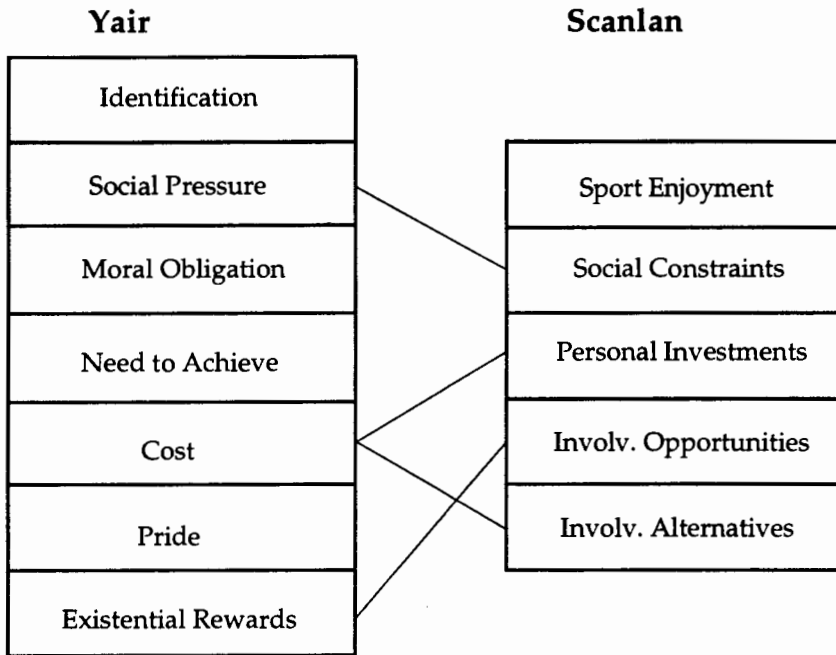 Yair
Scanlan
Identification
Social Pressure
Moral Obligation
Need to Achieve
Cost
Pride
Existential Rewards
Sport Enjoyment
Social Constraints
Personal Investments
Involv. Opportunities
Involv. Alternatives